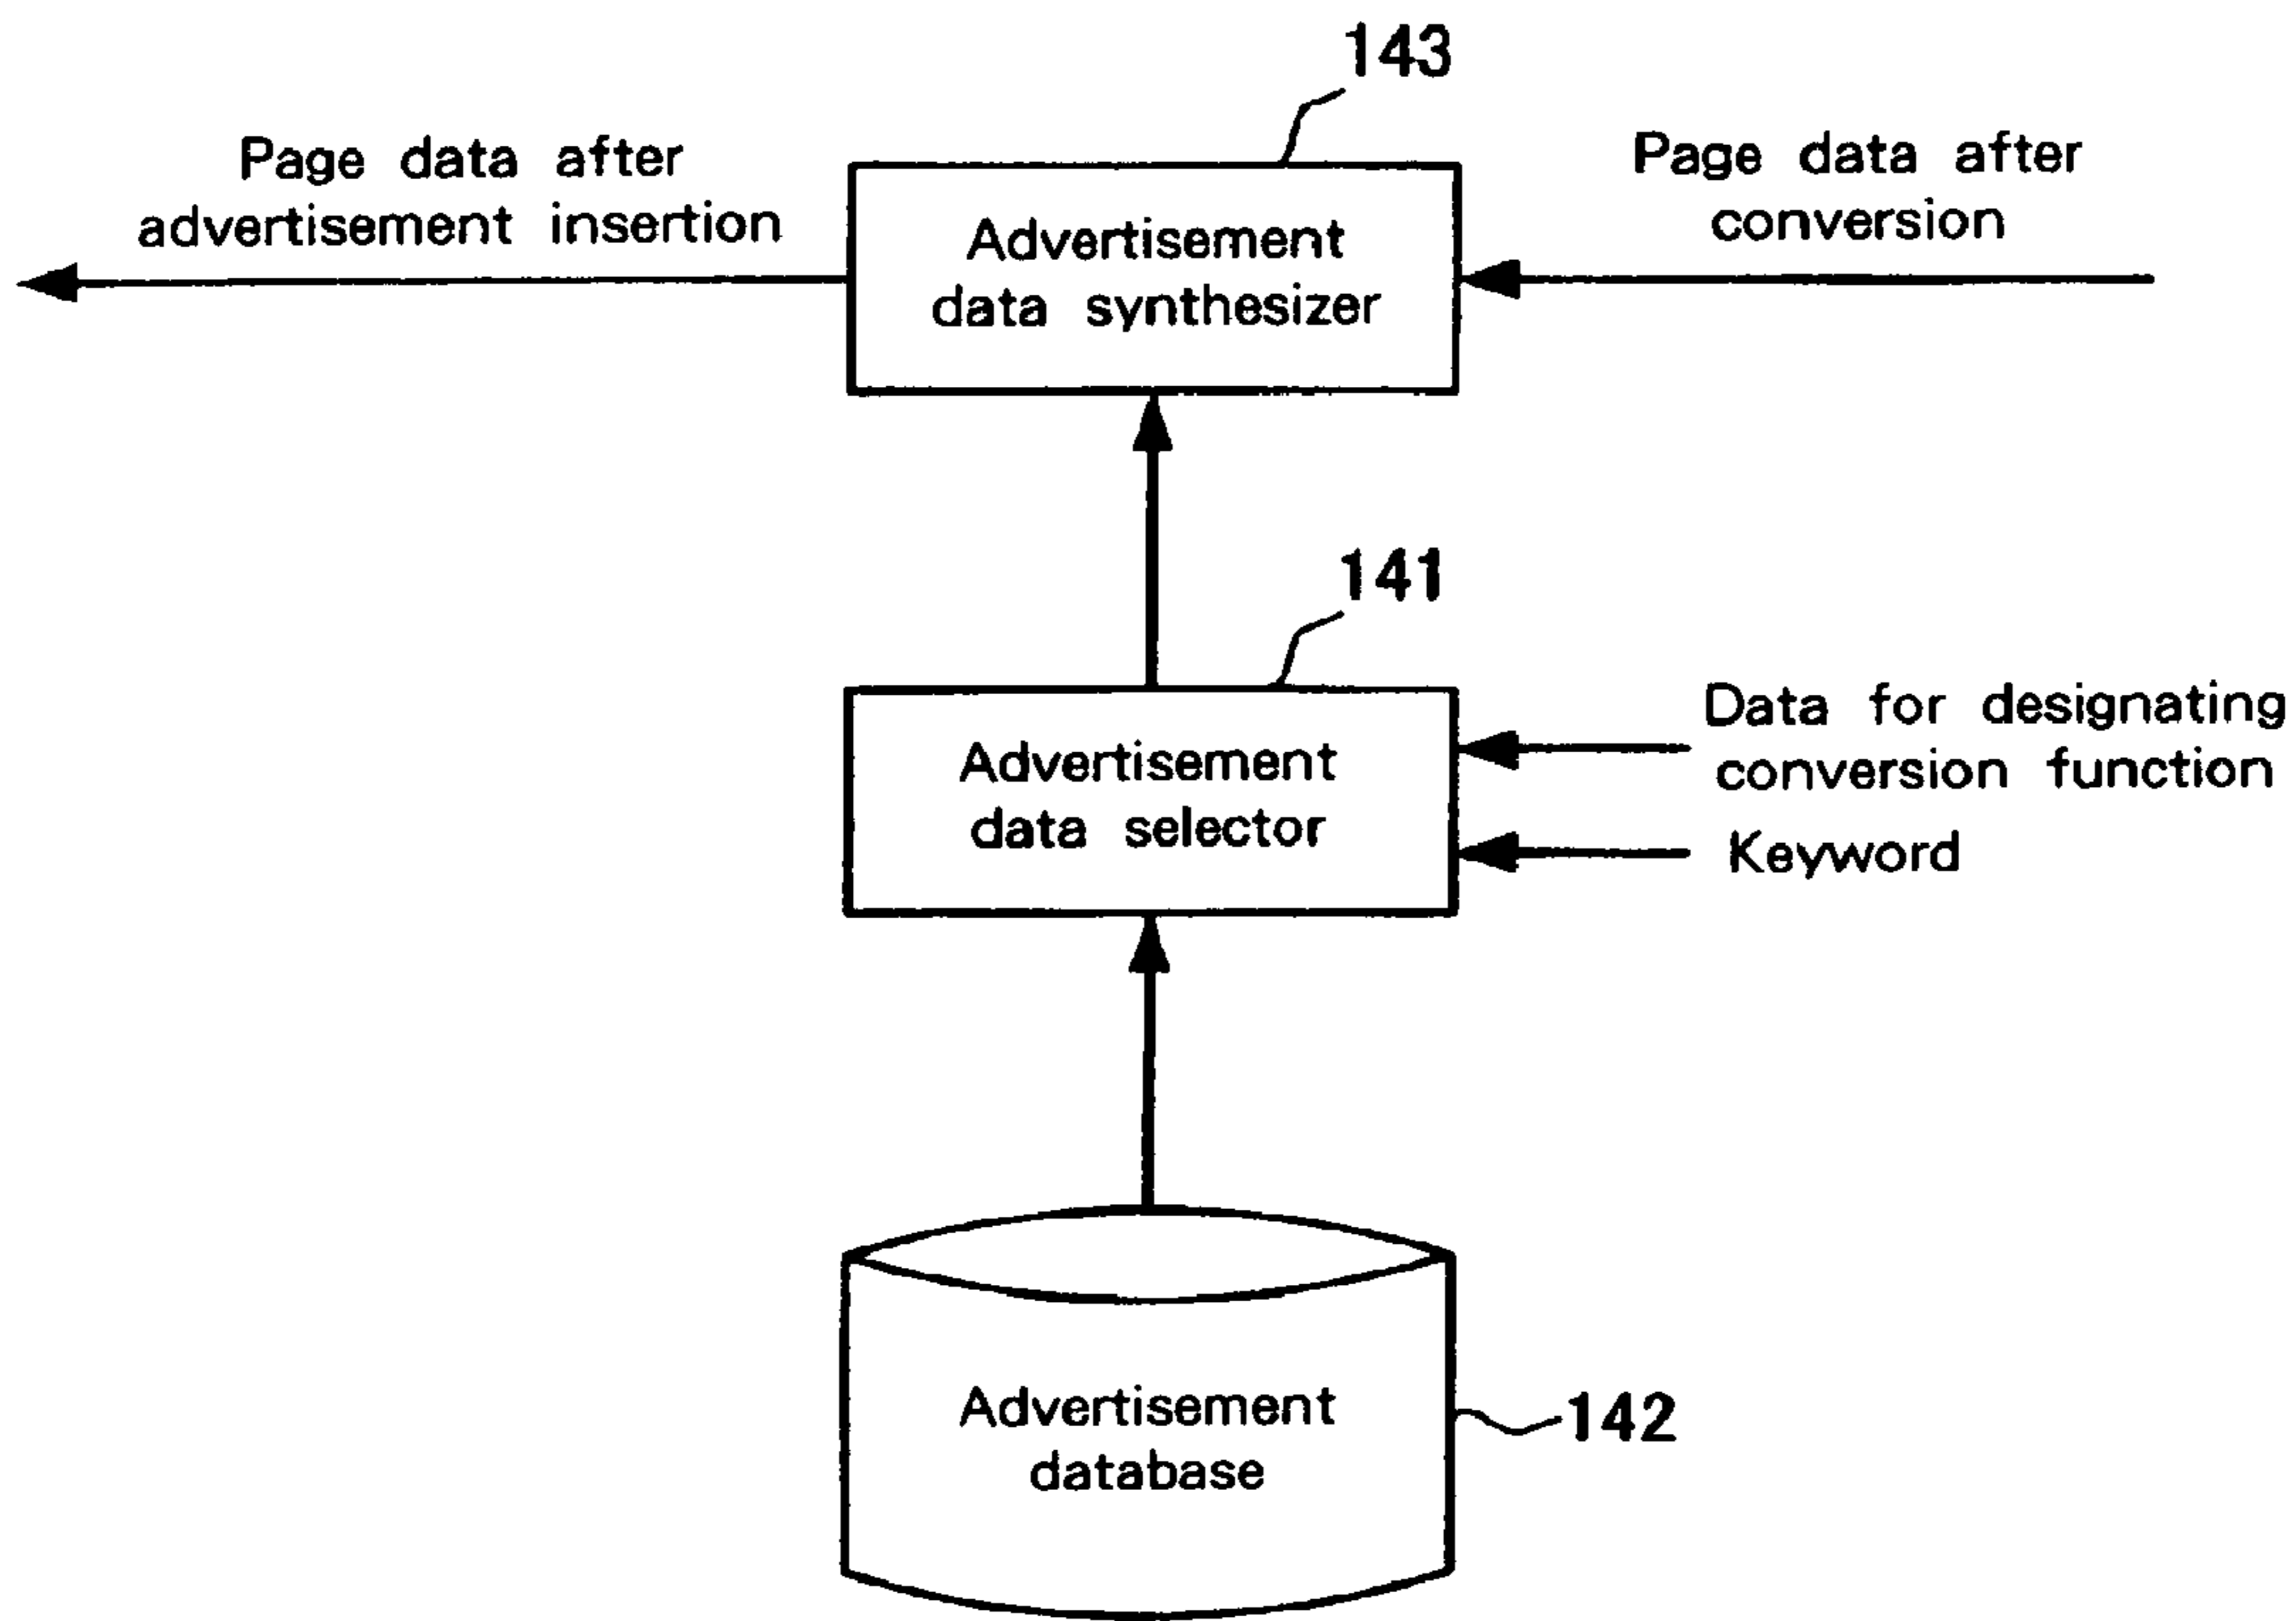 143
Page data after
advertisement insertion
Page data after
conversion
Advertisement
data synthesizer
141
Data for designating
conversion function
Advertisement
data selector
Keyword
Advertisement
database
142